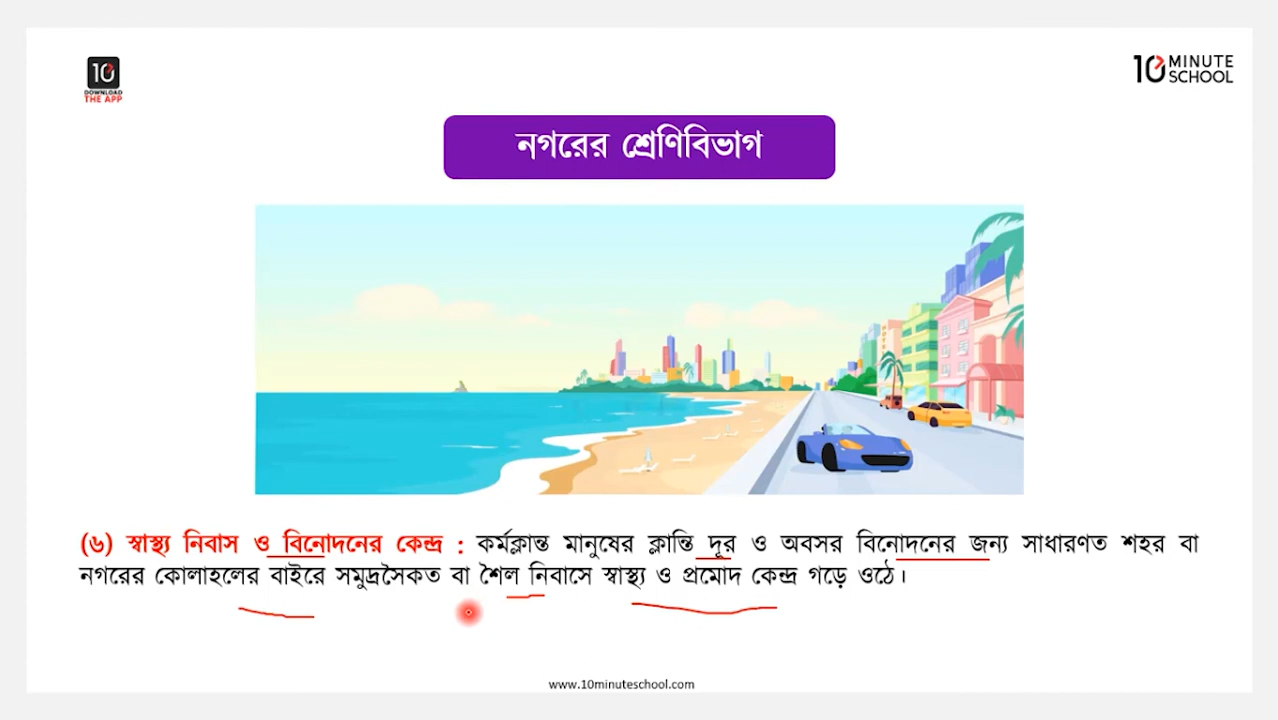 10
DOWNLOAD
THE APP
10 MINUTE
SCHOOL
নগরের শ্রেণিবিভাগ
(৬) স্বাস্থ্য নিবাস ও বিনোদনের কেন্দ্র : কর্মক্লান্ত মানুষের ক্লান্তি দূর ও অবসর বিনোদনের জন্য সাধারণত শহর বা
নগরের কোলাহলের বাইরে সমুদ্রসৈকত বা শৈল নিবাসে স্বাস্থ্য ও প্রমোদ কেন্দ্র গড়ে ওঠে।
www.10minuteschool.com